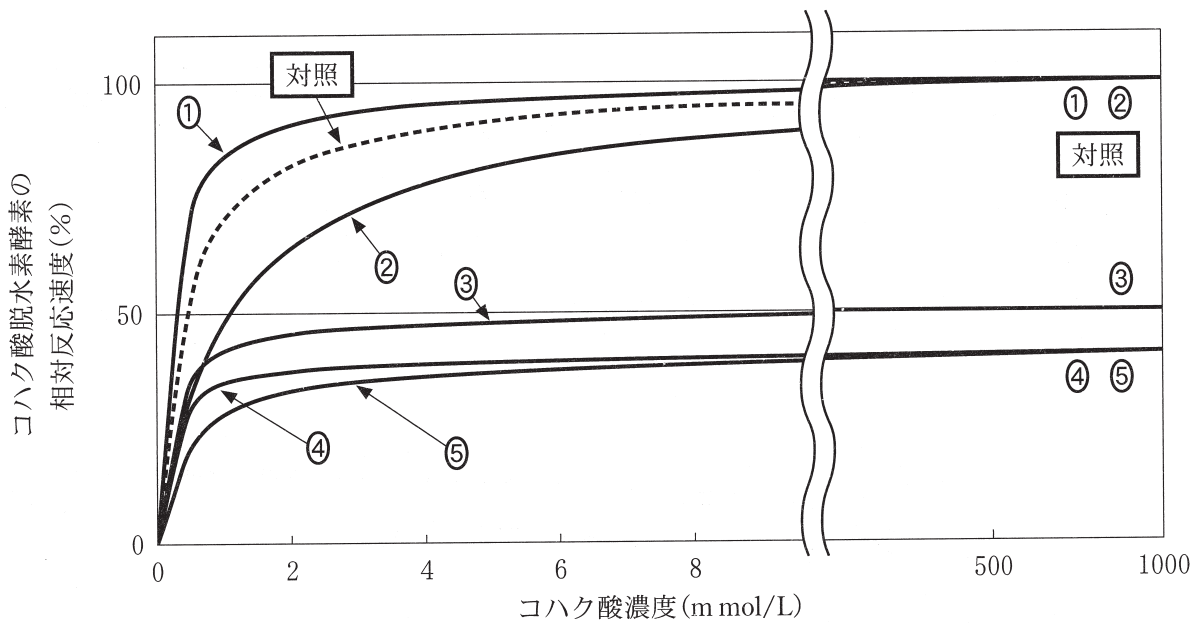 コハク酸脱水素酵素の
相対反応速度(%)
100
50
0
対照
①
②
③
④
⑤
① ②
対照
③
④ ⑤
0 2 4 6 8 500 1000
コハク酸濃度(m mol/L)